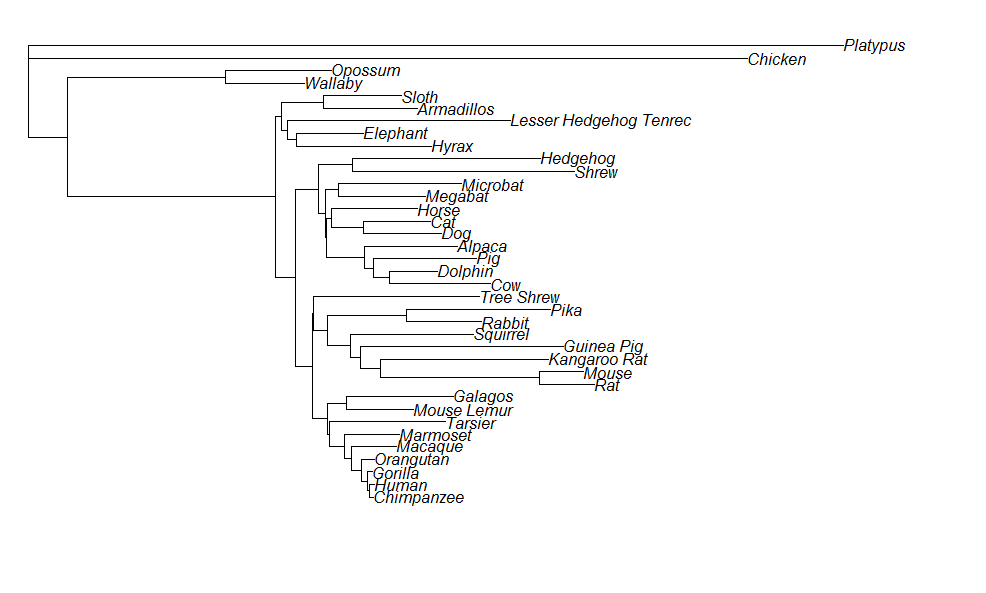 Platypus
Chicken
Opossum
Wallaby
Sloth
Armadillos
Lesser Hedgehog Tenrec
Elephant
Hyrax
Hedgehog
Shrew
Microbat
Megabat
Horse
Cat
Dog
Alpaca
Pig
Dolphin
Cow
Tree Shrew
Pika
Rabbit
Squirrel
Guinea Pig
Kangaroo Rat
Mouse
Rat
Galagos
Mouse Lemur
Tarsier
Marmoset
Macaque
Orangutan
Gorilla
Human
Chimpanzee